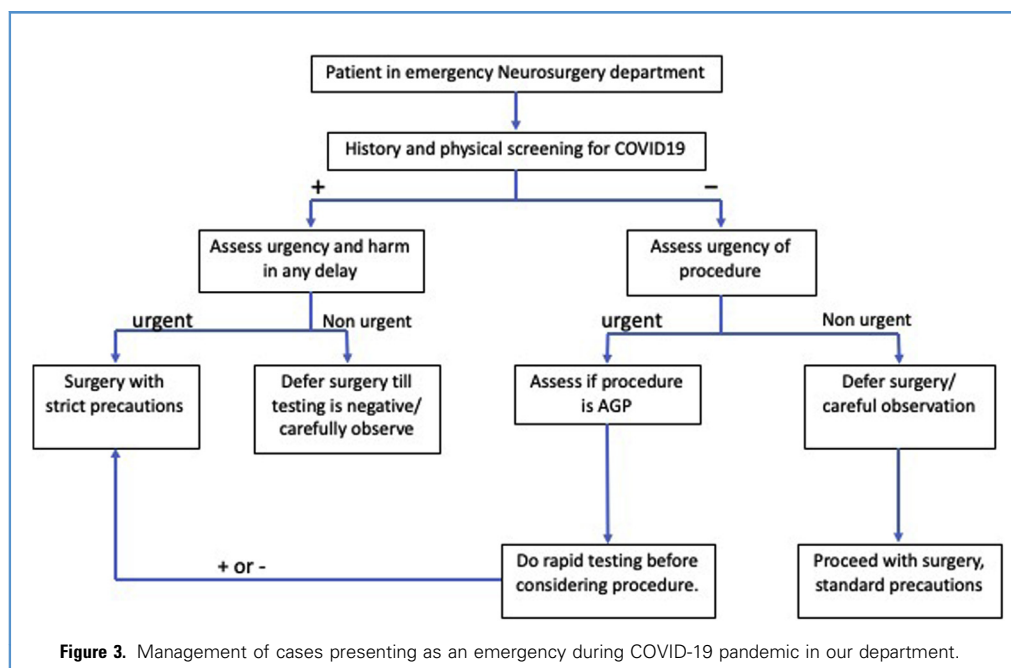 Patient in emergency Neurosurgery department
History and physical screening for COVID19
+
–
Assess urgency and harm
in any delay
Assess urgency of
procedure
urgent
Non urgent
urgent
Non urgent
Surgery with
strict precautions
Defer surgery till
testing is negative/
carefully observe
Assess if procedure
is AGP
Defer surgery/
careful observation
+ or -
Do rapid testing before
considering procedure.
Proceed with surgery,
standard precautions
Figure 3. Management of cases presenting as an emergency during COVID-19 pandemic in our department.